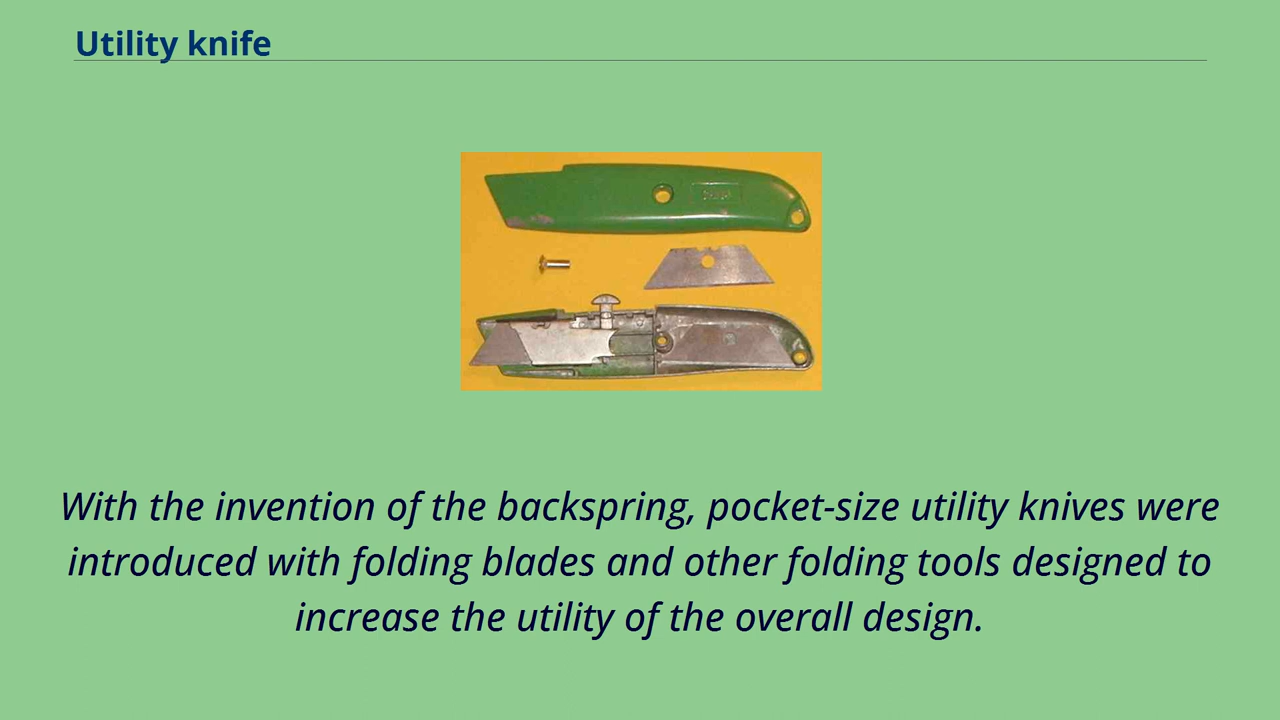 Utility knife
With the invention of the backspring, pocket-size utility knives were
introduced with folding blades and other folding tools designed to
increase the utility of the overall design.